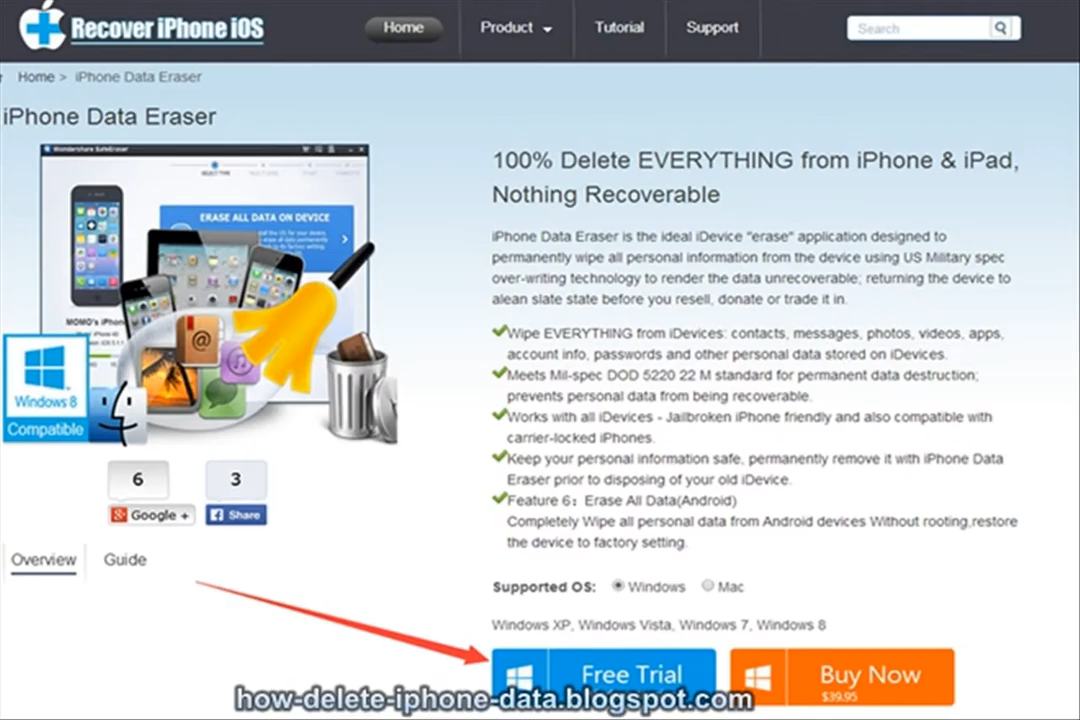 Recover iPhone iOS
Home
Product
Tutorial
Support
Search
Home > iPhone Data Eraser
iPhone Data Eraser
Wondershare SafeEraser
ERASE ALL DATA ON DEVICE
MOMO's iPhone
Windows 8
Compatible
6
3
Google +
Share
Overview
Guide
100% Delete EVERYTHING from iPhone & iPad,
Nothing Recoverable
iPhone Data Eraser is the ideal iDevice "erase" application designed to
permanently wipe all personal information from the device using US Military spec
over-writing technology to render the data unrecoverable; returning the device to
alean slate state before you resell, donate or trade it in.
Wipe EVERYTHING from iDevices: contacts, messages, photos, videos, apps,
account info, passwords and other personal data stored on iDevices.
Meets Mil-spec DOD 5220 22 M standard for permanent data destruction;
prevents personal data from being recoverable.
Works with all iDevices - Jailbroken iPhone friendly and also compatible with
carrier-locked iPhones.
Keep your personal information safe, permanently remove it with iPhone Data
Eraser prior to disposing of your old iDevice.
Feature 6：Erase All Data(Android)
Completely Wipe all personal data from Android devices Without rooting,restore
the device to factory setting.
Supported OS: Windows Mac
Windows XP, Windows Vista, Windows 7, Windows 8
Free Trial
Buy Now
$39.95
how-delete-iphone-data.blogspot.com